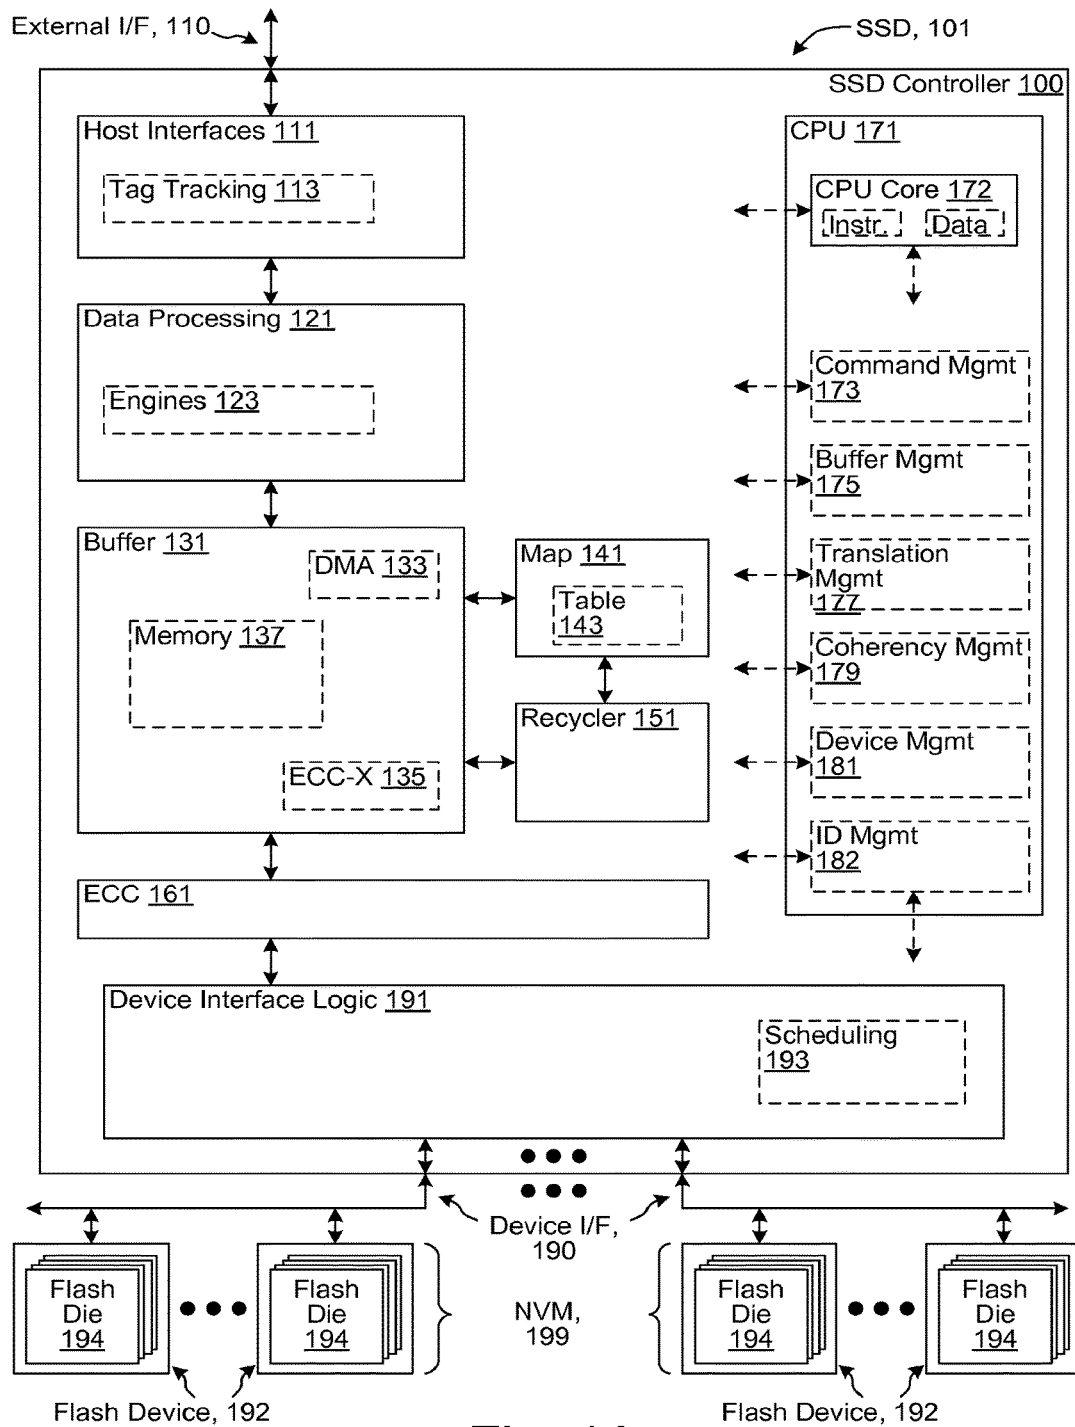 External I/F, 110
SSD, 101
SSD Controller 100
Host Interfaces 111
Tag Tracking 113
CPU 171
CPU Core 172
Instr. Data
Data Processing 121
Engines 123
Command Mgmt
173
Buffer Mgmt
175
Buffer 131
DMA 133
Memory 137
ECC-X 135
Map 141
Table
143
Recycler 151
Translation
Mgmt
177
Coherency Mgmt
179
Device Mgmt
181
ID Mgmt
182
ECC 161
Device Interface Logic 191
Scheduling
193
Device I/F,
190
Flash
Die
194
Flash
Die
194
NVM,
199
Flash
Die
194
Flash
Die
194
Flash Device, 192
Flash Device, 192